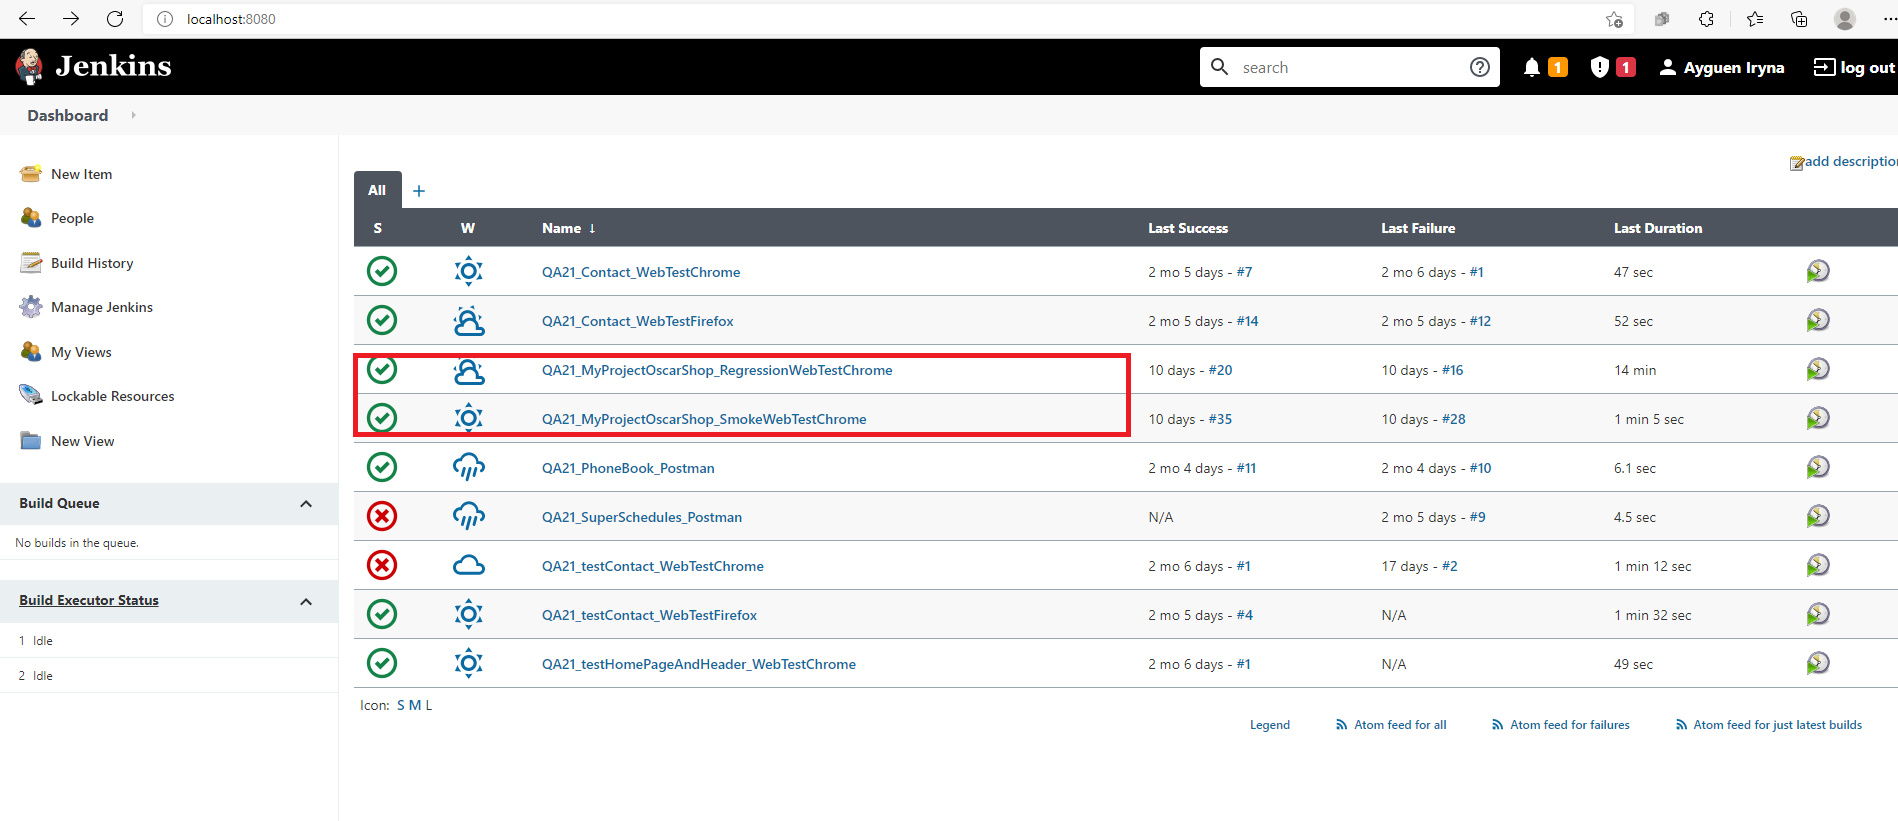 localhost:8080
Jenkins
search
1
1
Ayguen Iryna
log out
Dashboard
New Item
People
Build History
Manage Jenkins
My Views
Lockable Resources
New View
Build Queue
No builds in the queue.
Build Executor Status
1 Idle
2 Idle
add description
All +
S W Name ↓ Last Success Last Failure Last Duration
QA21_Contact_WebTestChrome 2 mo 5 days - #7 2 mo 6 days - #1 47 sec
QA21_Contact_WebTestFirefox 2 mo 5 days - #14 2 mo 5 days - #12 52 sec
QA21_MyProjectOscarShop_RegressionWebTestChrome 10 days - #20 10 days - #16 14 min
QA21_MyProjectOscarShop_SmokeWebTestChrome 10 days - #35 10 days - #28 1 min 5 sec
QA21_PhoneBook_Postman 2 mo 4 days - #11 2 mo 4 days - #10 6.1 sec
QA21_SuperSchedules_Postman N/A 2 mo 5 days - #9 4.5 sec
QA21_testContact_WebTestChrome 2 mo 6 days - #1 17 days - #2 1 min 12 sec
QA21_testContact_WebTestFirefox 2 mo 5 days - #4 N/A 1 min 32 sec
QA21_testHomePageAndHeader_WebTestChrome 2 mo 6 days - #1 N/A 49 sec
Icon: S M L
Legend Atom feed for all Atom feed for failures Atom feed for just latest builds